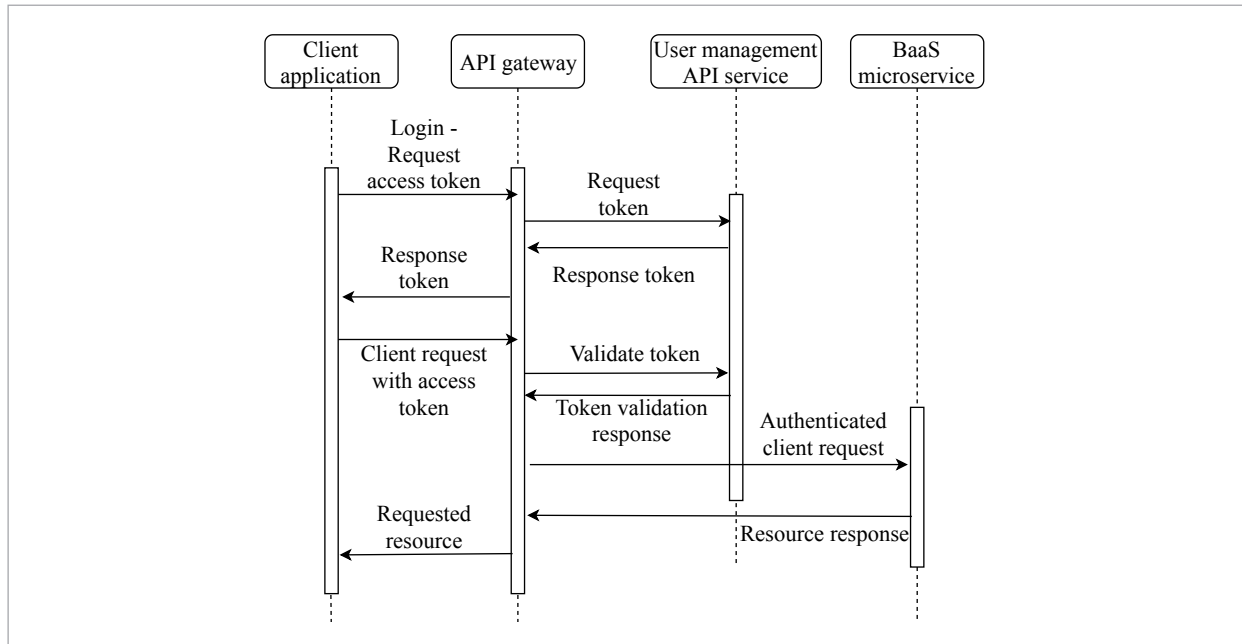 Client
application
API gateway
User management
API service
BaaS
microservice
Login -
Request
access token
Request
token
Response
token
Response token
Client request
with access
token
Validate token
Token validation
response
Authenticated
client request
Requested
resource
Resource response